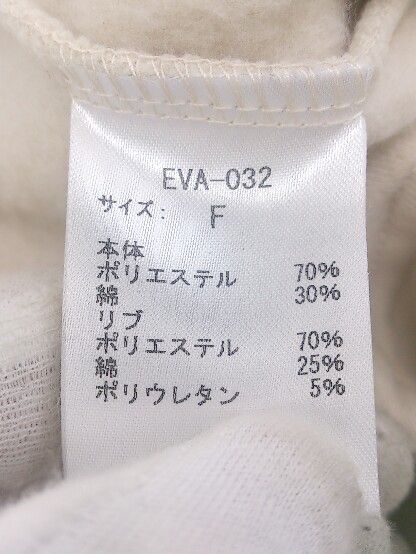 EVA-032
サイズ: F
本体
ポリエステル 70%
綿 30%
リブ
ポリエステル 70%
綿 25%
ポリウレタン 5%